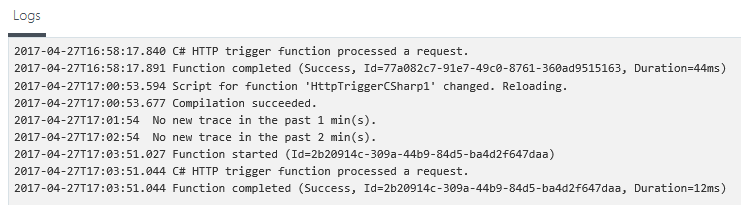 Logs
2017-04-27T16:58:17.840 C# HTTP trigger function processed a request.
2017-04-27T16:58:17.891 Function completed (Success, Id=77a082c7-91e7-49c0-8761-360ad9515163, Duration=44ms)
2017-04-27T17:00:53.594 Script for function 'HttpTriggerCSharp1' changed. Reloading.
2017-04-27T17:00:53.677 Compilation succeeded.
2017-04-27T17:01:54  No new trace in the past 1 min(s).
2017-04-27T17:02:54  No new trace in the past 2 min(s).
2017-04-27T17:03:51.027 Function started (Id=2b20914c-309a-44b9-84d5-ba4d2f647daa)
2017-04-27T17:03:51.044 C# HTTP trigger function processed a request.
2017-04-27T17:03:51.044 Function completed (Success, Id=2b20914c-309a-44b9-84d5-ba4d2f647daa, Duration=12ms)